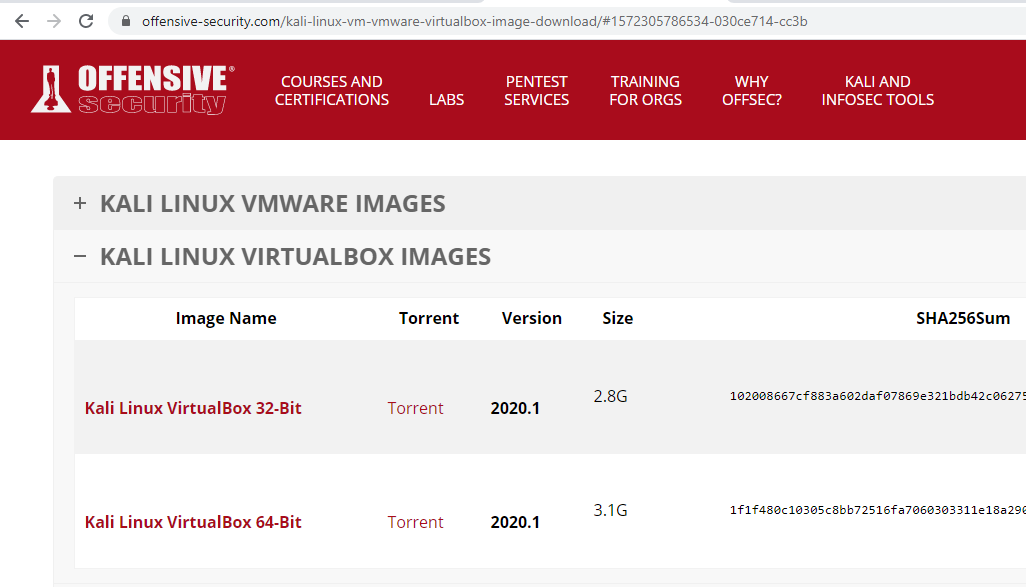 offensive-security.com/kali-linux-vm-vmware-virtualbox-image-download/#1572305786534-030ce714-cc3b
OFFENSIVE®
security
COURSES AND
CERTIFICATIONS
LABS
PENTEST
SERVICES
TRAINING
FOR ORGS
WHY
OFFSEC?
KALI AND
INFOSEC TOOLS
+ KALI LINUX VMWARE IMAGES
− KALI LINUX VIRTUALBOX IMAGES
Image Name Torrent Version Size SHA256Sum
Kali Linux VirtualBox 32-Bit Torrent 2020.1 2.8G 102008667cf883a602daf07869e321bdb42c06275
Kali Linux VirtualBox 64-Bit Torrent 2020.1 3.1G 1f1f480c10305c8bb72516fa7060303311e18a290